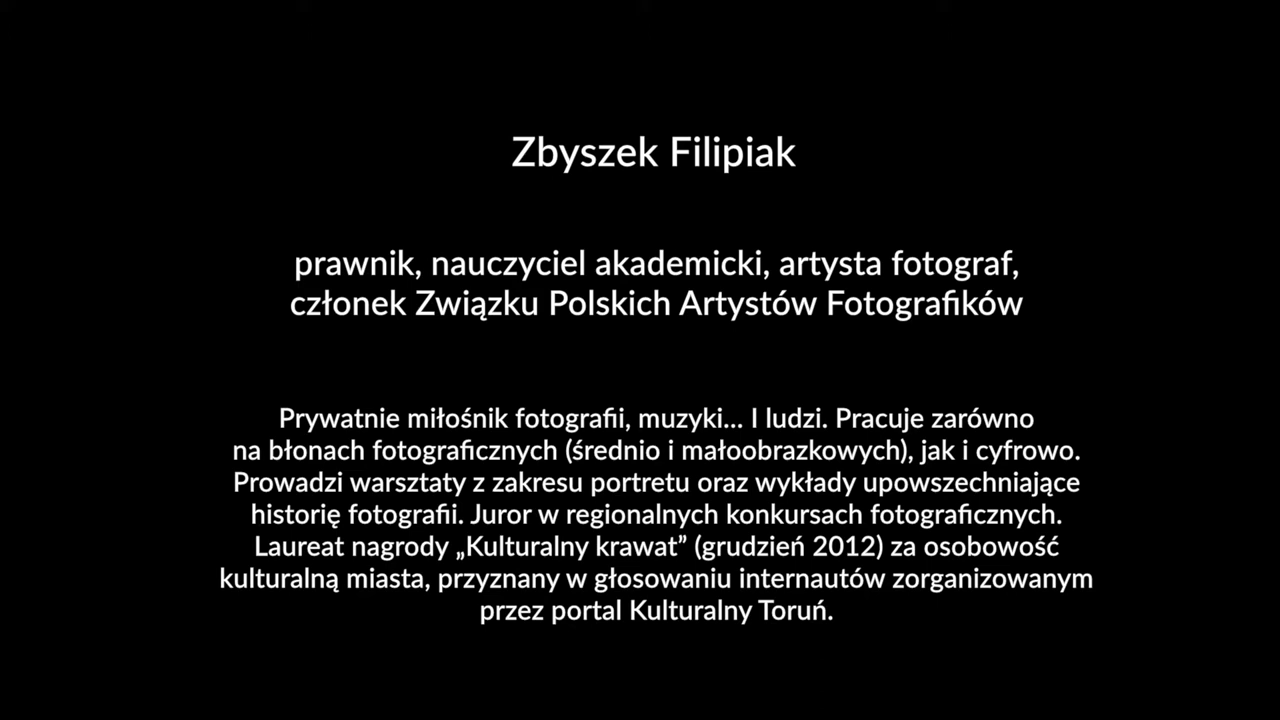 Zbyszek Filipiak
prawnik, nauczyciel akademicki, artysta fotograf,
członek Związku Polskich Artystów Fotografików
Prywatnie miłośnik fotografii, muzyki... I ludzi. Pracuje zarówno
na błonach fotograficznych (średnio i małoobrazkowych), jak i cyfrowo.
Prowadzi warsztaty z zakresu portretu oraz wykłady upowszechniające
historię fotografii. Juror w regionalnych konkursach fotograficznych.
Laureat nagrody „Kulturalny krawat” (grudzień 2012) za osobowość
kulturalną miasta, przyznany w głosowaniu internautów zorganizowanym
przez portal Kulturalny Toruń.